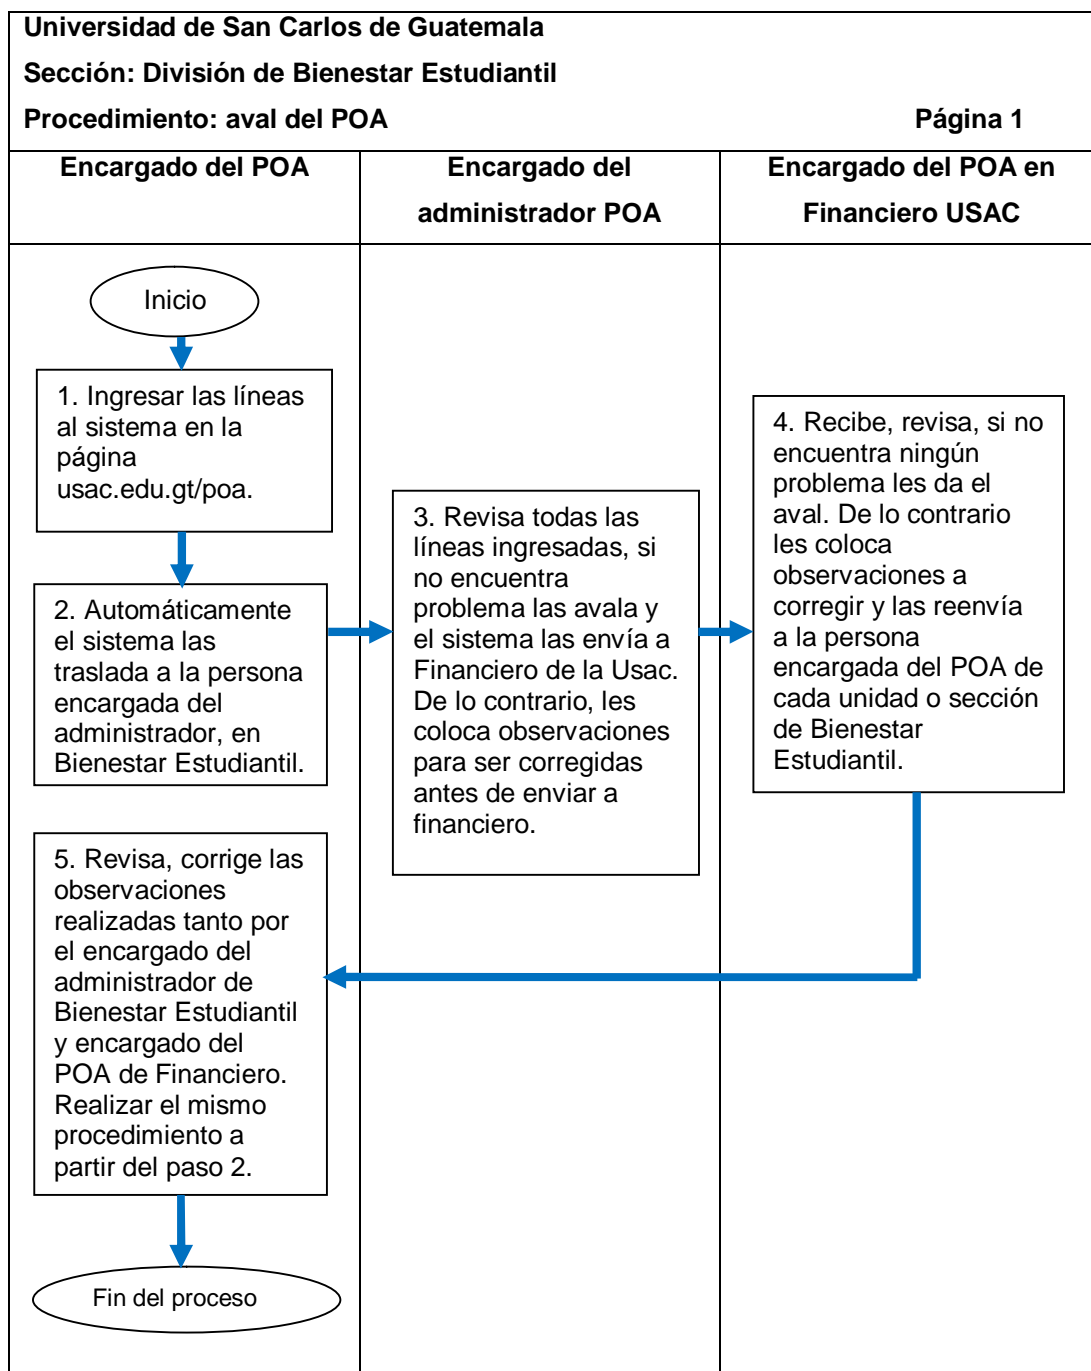 Universidad de San Carlos de Guatemala
Sección: División de Bienestar Estudiantil
Procedimiento: aval del POA Página 1
Encargado del POA
Encargado del
administrador POA
Encargado del POA en
Financiero USAC
Inicio
1. Ingresar las líneas
al sistema en la
página
usac.edu.gt/poa.
2. Automáticamente
el sistema las
traslada a la persona
encargada del
administrador, en
Bienestar Estudiantil.
3. Revisa todas las
líneas ingresadas, si
no encuentra
problema las avala y
el sistema las envía a
Financiero de la Usac.
De lo contrario, les
coloca observaciones
para ser corregidas
antes de enviar a
financiero.
4. Recibe, revisa, si no
encuentra ningún
problema les da el
aval. De lo contrario
les coloca
observaciones a
corregir y las reenvía
a la persona
encargada del POA de
cada unidad o sección
de Bienestar
Estudiantil.
5. Revisa, corrige las
observaciones
realizadas tanto por
el encargado del
administrador de
Bienestar Estudiantil
y encargado del
POA de Financiero.
Realizar el mismo
procedimiento a
partir del paso 2.
Fin del proceso